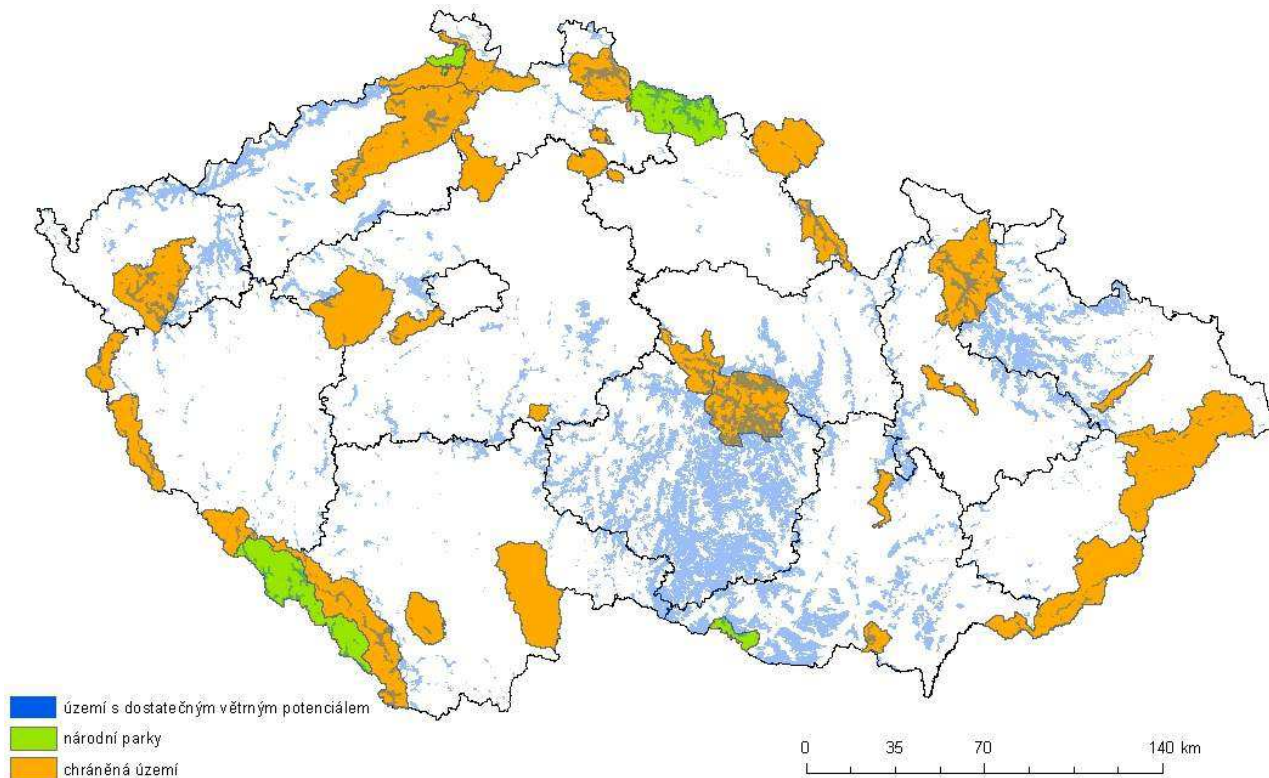 území s dostatečným větrným potenciálem
národní parky
chráněná území
0 35 70 140 km